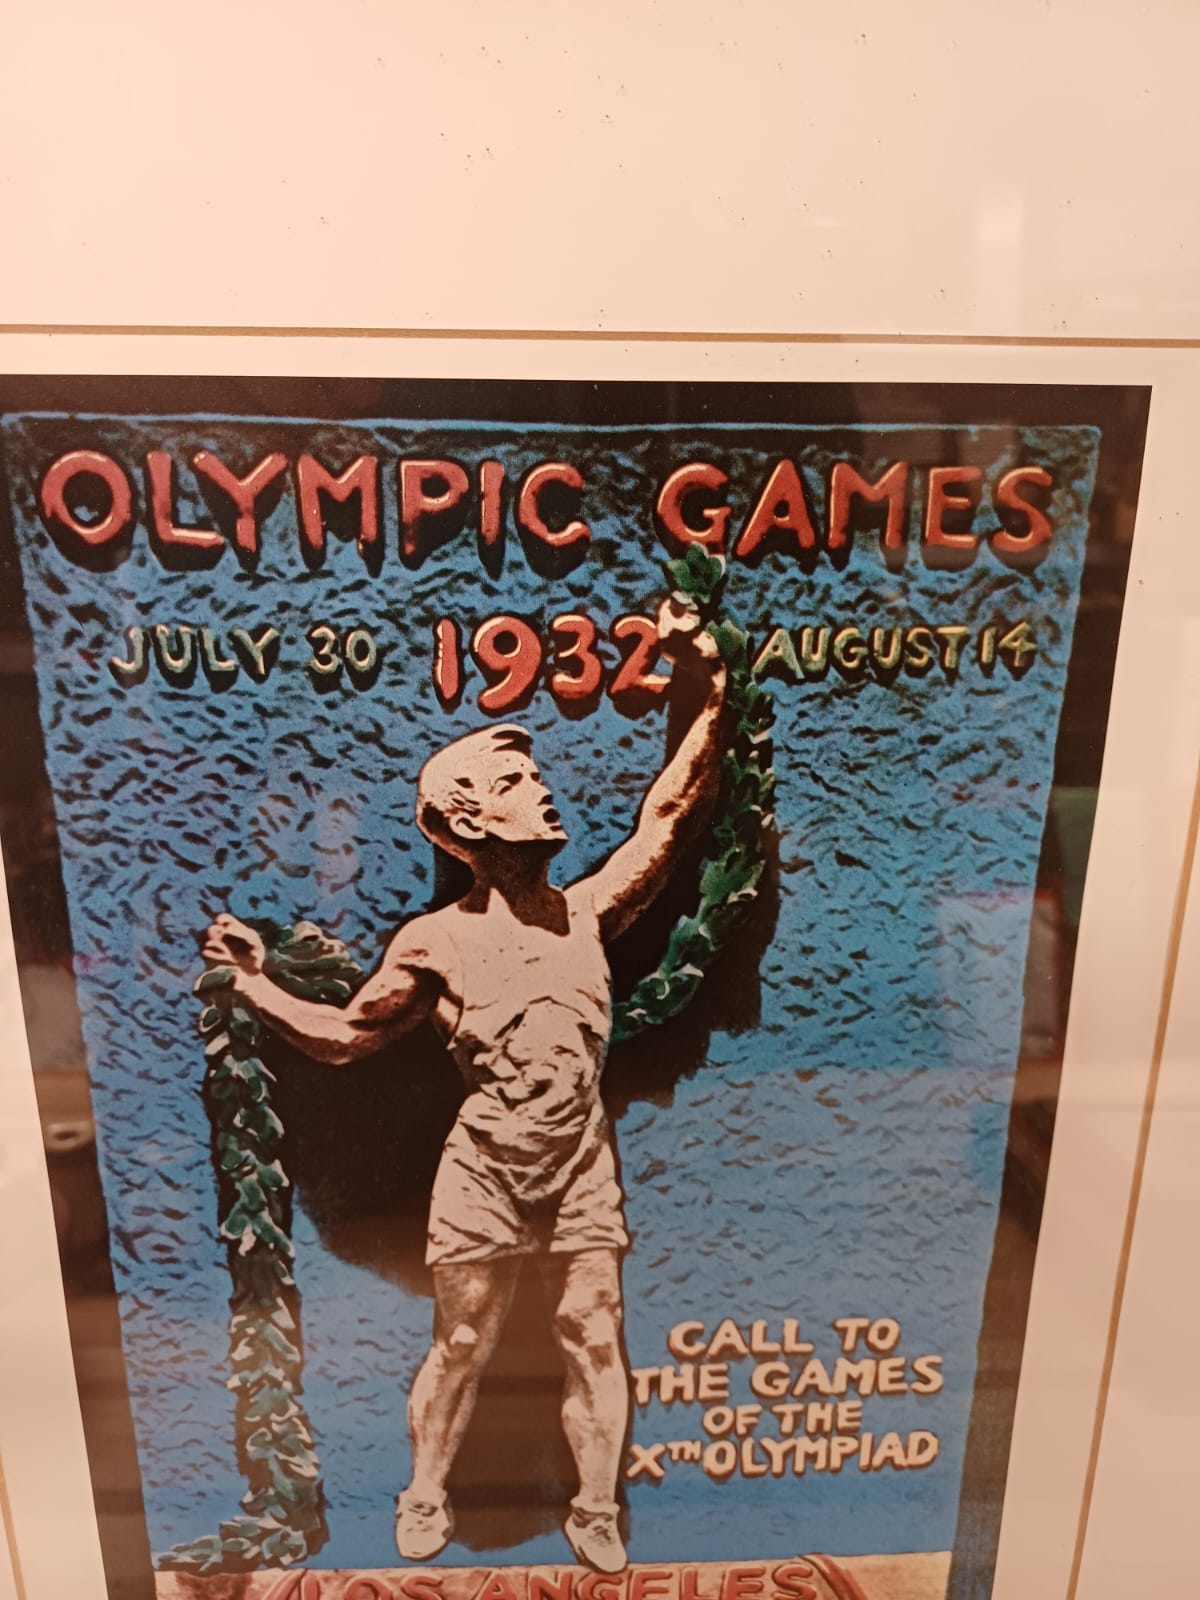 OLYMPIC GAMES
JULY 30 1932 AUGUST 14
CALL TO
THE GAMES
OF THE
XTH OLYMPIAD
LOS ANGELES